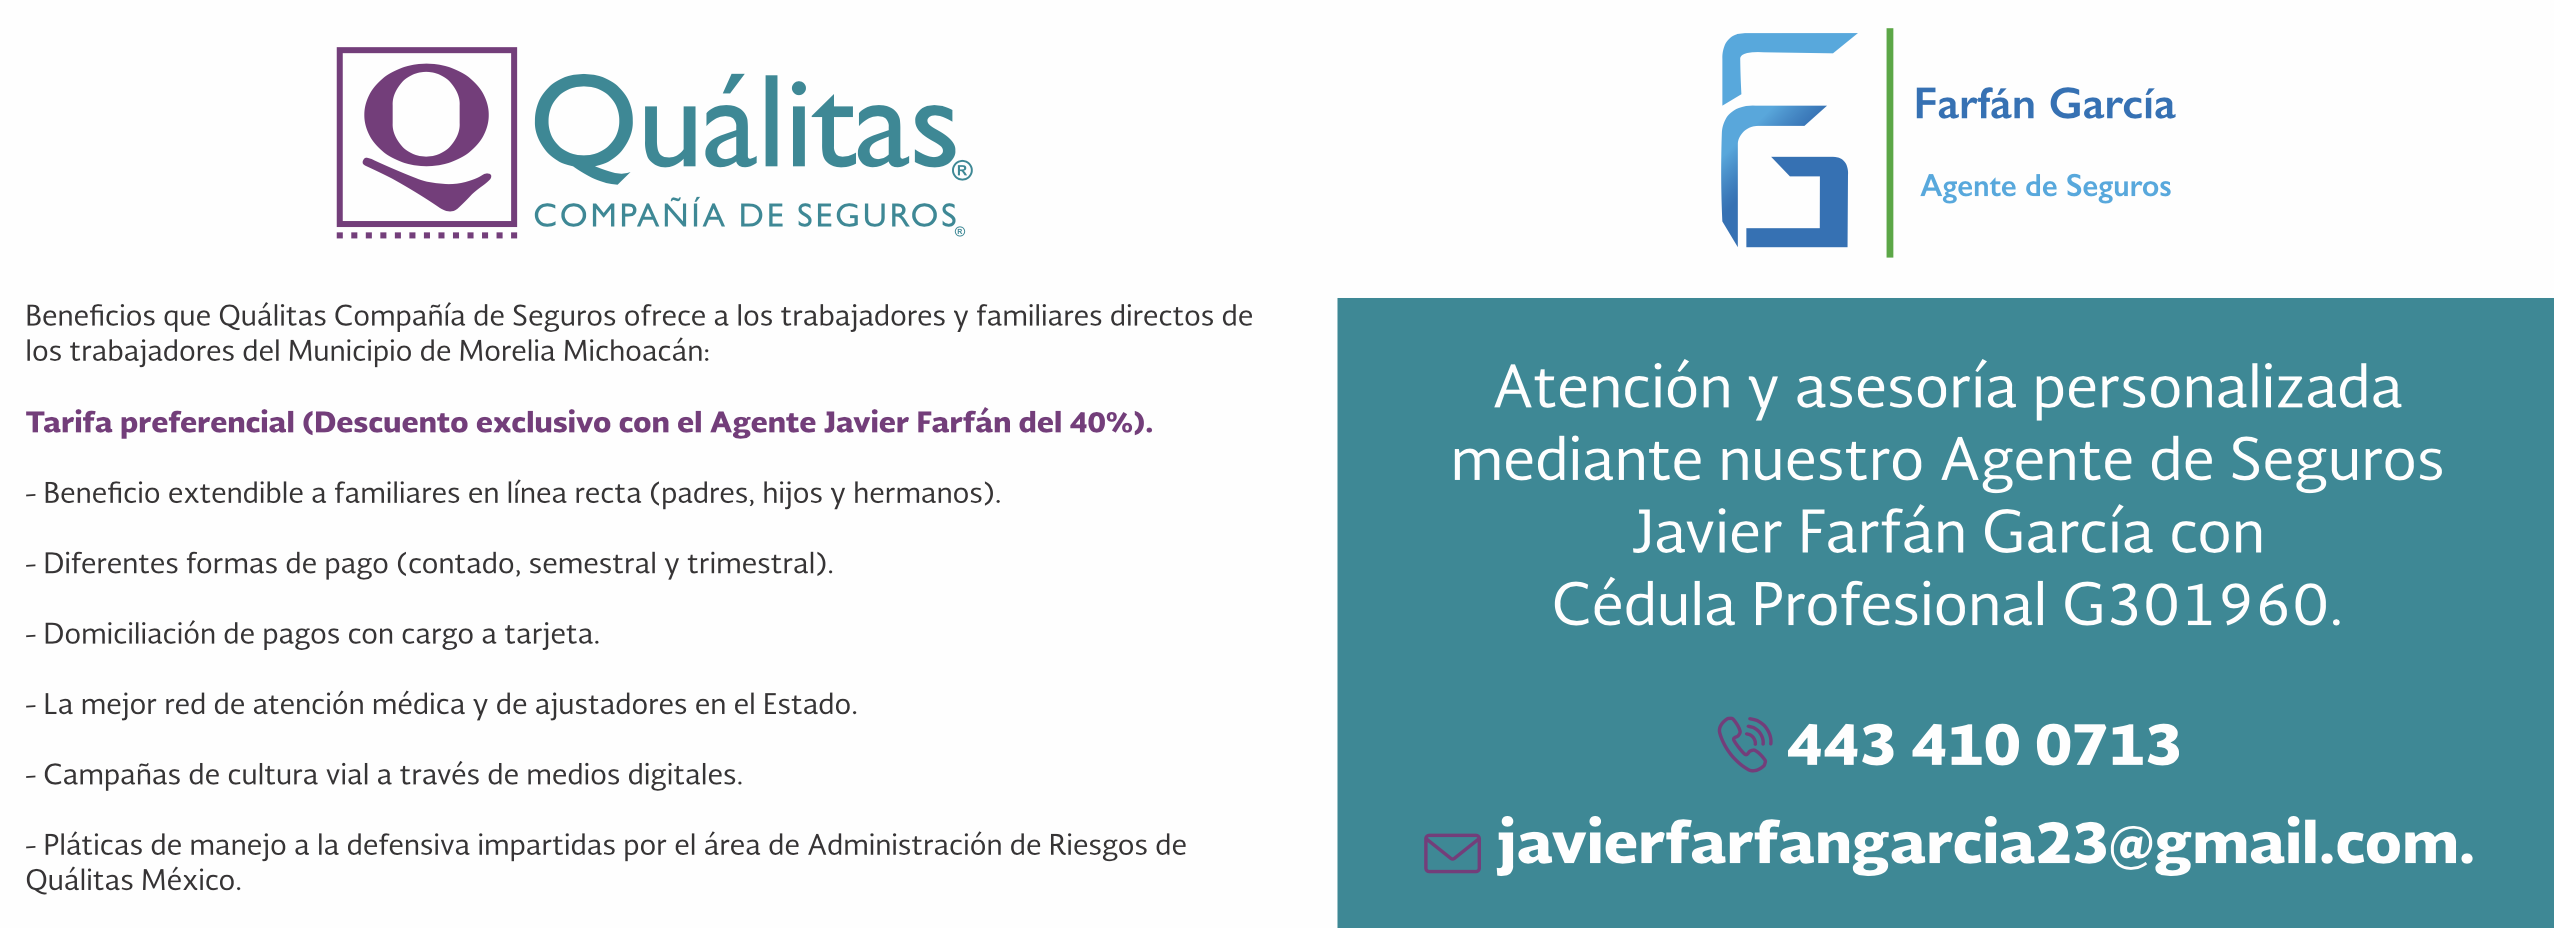 Quálitas®
COMPAÑÍA DE SEGUROS®
Farfán García
Agente de Seguros
Beneficios que Quálitas Compañía de Seguros ofrece a los trabajadores y familiares directos de
los trabajadores del Municipio de Morelia Michoacán:
Tarifa preferencial (Descuento exclusivo con el Agente Javier Farfán del 40%).
- Beneficio extendible a familiares en línea recta (padres, hijos y hermanos).
- Diferentes formas de pago (contado, semestral y trimestral).
- Domiciliación de pagos con cargo a tarjeta.
- La mejor red de atención médica y de ajustadores en el Estado.
- Campañas de cultura vial a través de medios digitales.
- Pláticas de manejo a la defensiva impartidas por el área de Administración de Riesgos de
Quálitas México.
Atención y asesoría personalizada
mediante nuestro Agente de Seguros
Javier Farfán García con
Cédula Profesional G301960.
443 410 0713
javierfarfangarcia23@gmail.com.